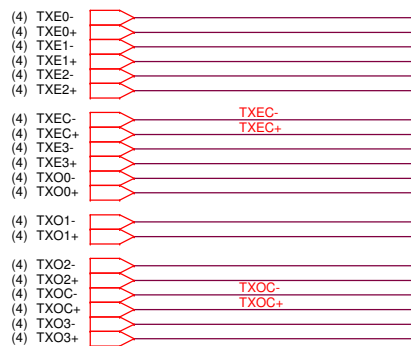 (4) TXE0-
(4) TXE0+
(4) TXE1-
(4) TXE1+
(4) TXE2-
(4) TXE2+
(4) TXEC- TXEC-
(4) TXEC+ TXEC+
(4) TXE3-
(4) TXE3+
(4) TXO0-
(4) TXO0+
(4) TXO1-
(4) TXO1+
(4) TXO2-
(4) TXO2+
(4) TXOC- TXOC-
(4) TXOC+ TXOC+
(4) TXO3-
(4) TXO3+